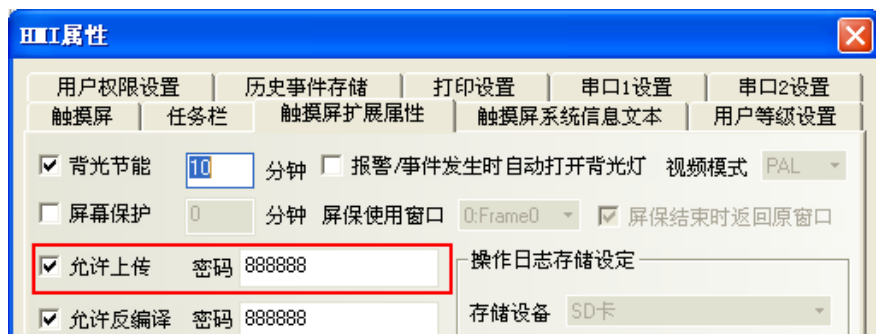 HMI属性
用户权限设置 历史事件存储 打印设置 串口1设置 串口2设置
触摸屏 任务栏 触摸屏扩展属性 触摸屏系统信息文本 用户等级设置
背光节能 10 分钟 报警/事件发生时自动打开背光灯 视频模式 PAL
屏幕保护 0 分钟 屏保使用窗口 0:Frame0 屏保结束时返回原窗口
允许上传 密码 888888 操作日志存储设定
允许反编译 密码 888888 存储设备 SD卡